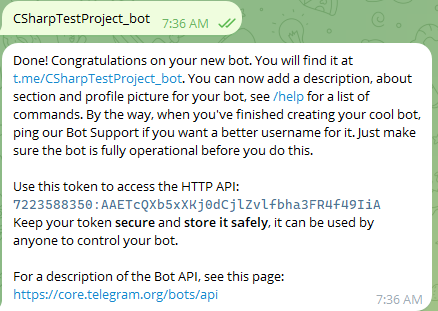 CSharpTestProject_bot
7:36 AM
Done! Congratulations on your new bot. You will find it at
t.me/CSharpTestProject_bot. You can now add a description, about
section and profile picture for your bot, see /help for a list of
commands. By the way, when you've finished creating your cool bot,
ping our Bot Support if you want a better username for it. Just make
sure the bot is fully operational before you do this.
Use this token to access the HTTP API:
7223588350:AAETcQXb5xXKj0dCjlZvlfbha3FR4f49IiA
Keep your token secure and store it safely, it can be used by
anyone to control your bot.
For a description of the Bot API, see this page:
https://core.telegram.org/bots/api
7:36 AM